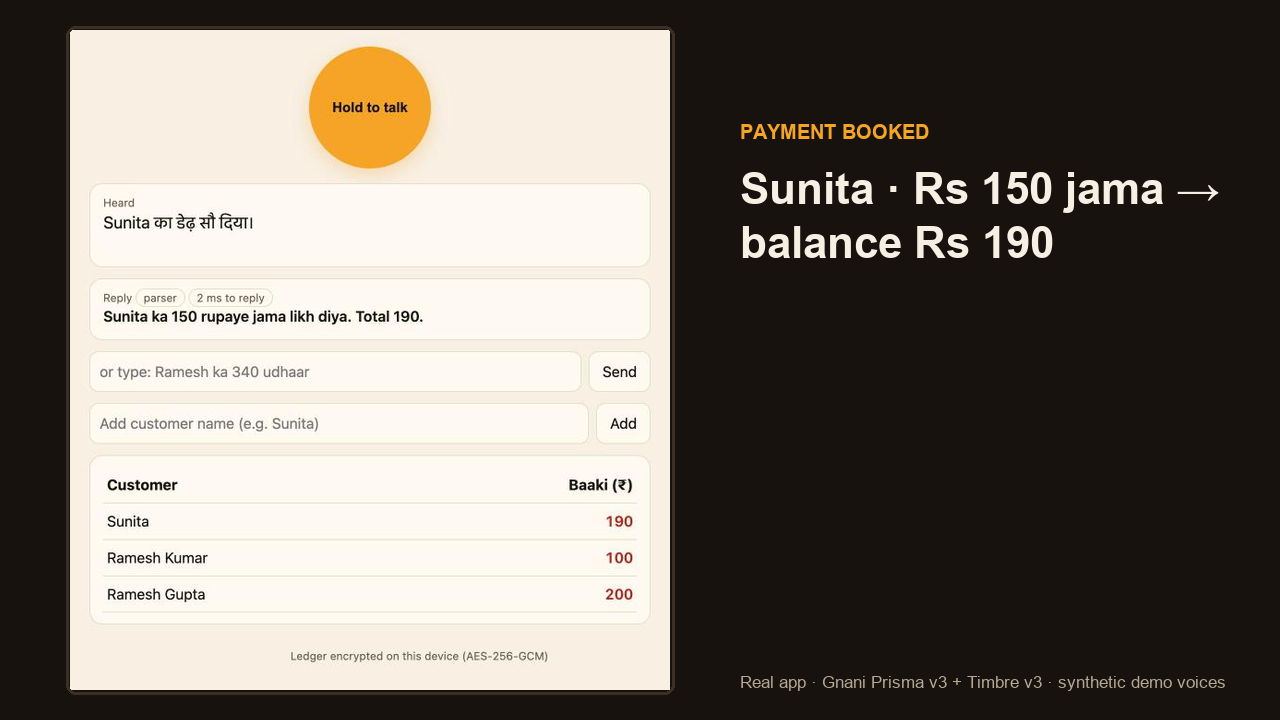 Hold to talk
Heard
Sunita का डेढ़ सौ दिया।
Reply parser 2 ms to reply
Sunita ka 150 rupaye jama likh diya. Total 190.
or type: Ramesh ka 340 udhaar Send
Add customer name (e.g. Sunita) Add
Customer Baaki (₹)
Sunita 190
Ramesh Kumar 100
Ramesh Gupta 200
Ledger encrypted on this device (AES-256-GCM)
PAYMENT BOOKED
Sunita · Rs 150 jama →
balance Rs 190
Real app · Gnani Prisma v3 + Timbre v3 · synthetic demo voices